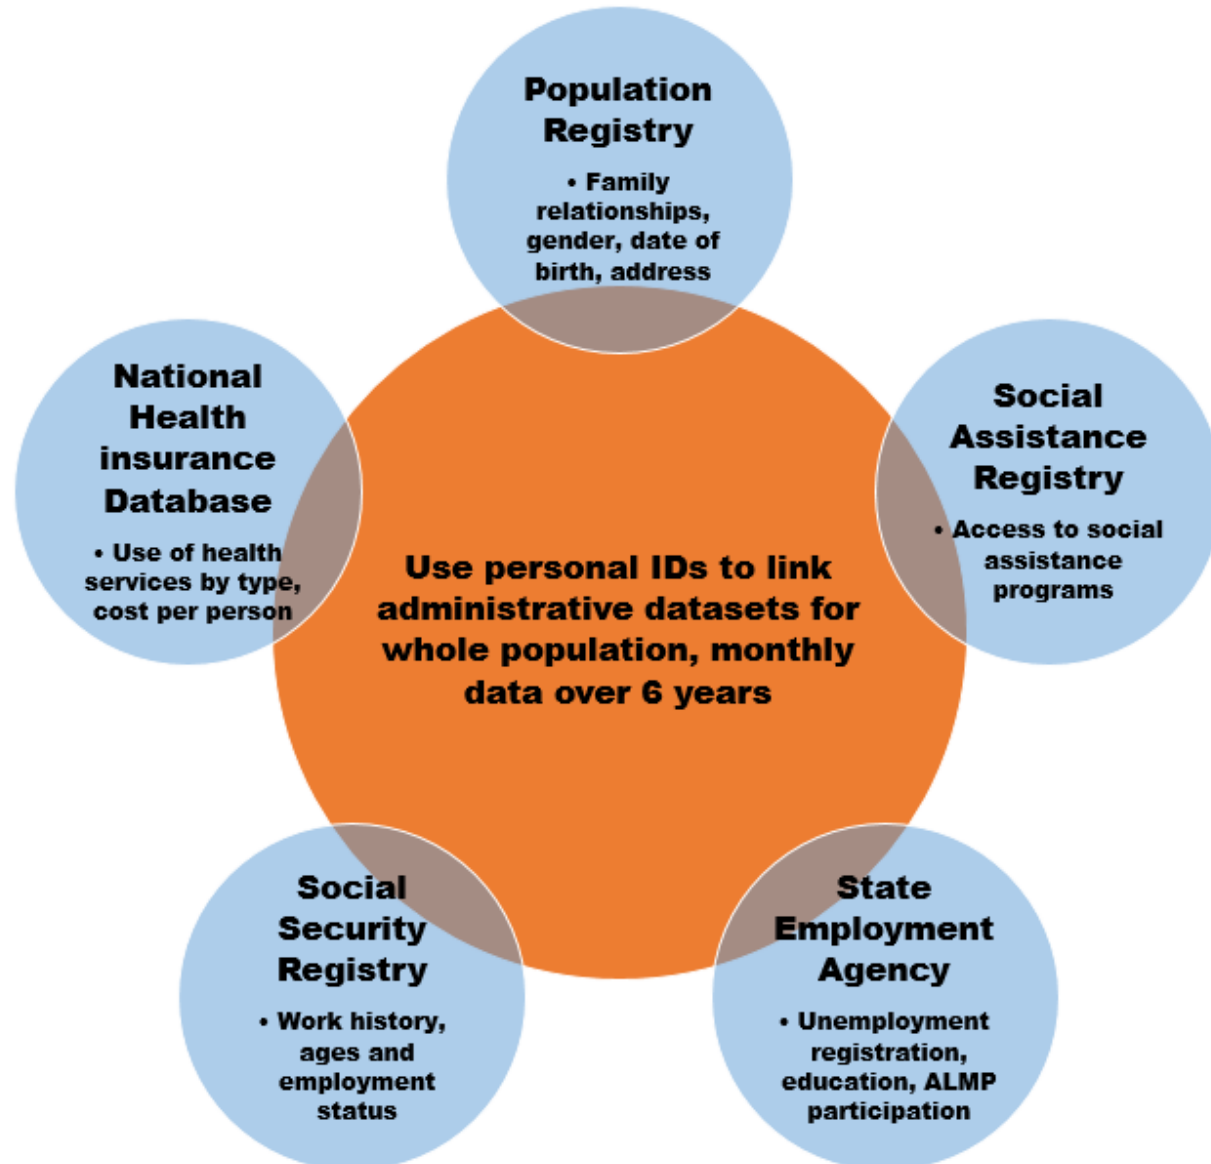 Population
Registry
• Family
relationships,
gender, date of
birth, address
National
Health
insurance
Database
• Use of health
services by type,
cost per person
Social
Assistance
Registry
• Access to social
assistance
programs
Use personal IDs to link
administrative datasets for
whole population, monthly
data over 6 years
Social
Security
Registry
• Work history,
ages and
employment
status
State
Employment
Agency
• Unemployment
registration,
education, ALMP
participation